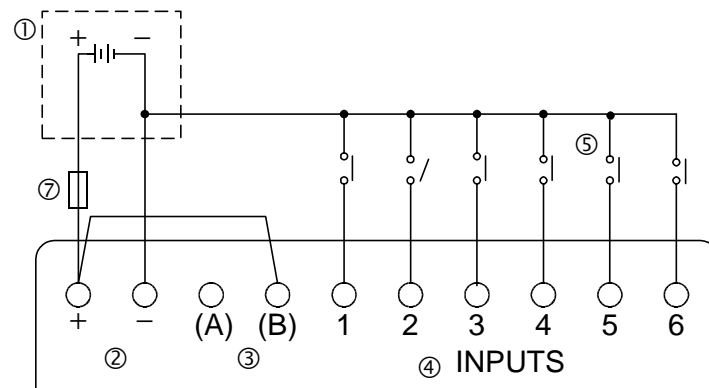 ① + −
⑤
⑦
+ − (A) (B) 1 2 3 4 5 6
② ③ ④ INPUTS